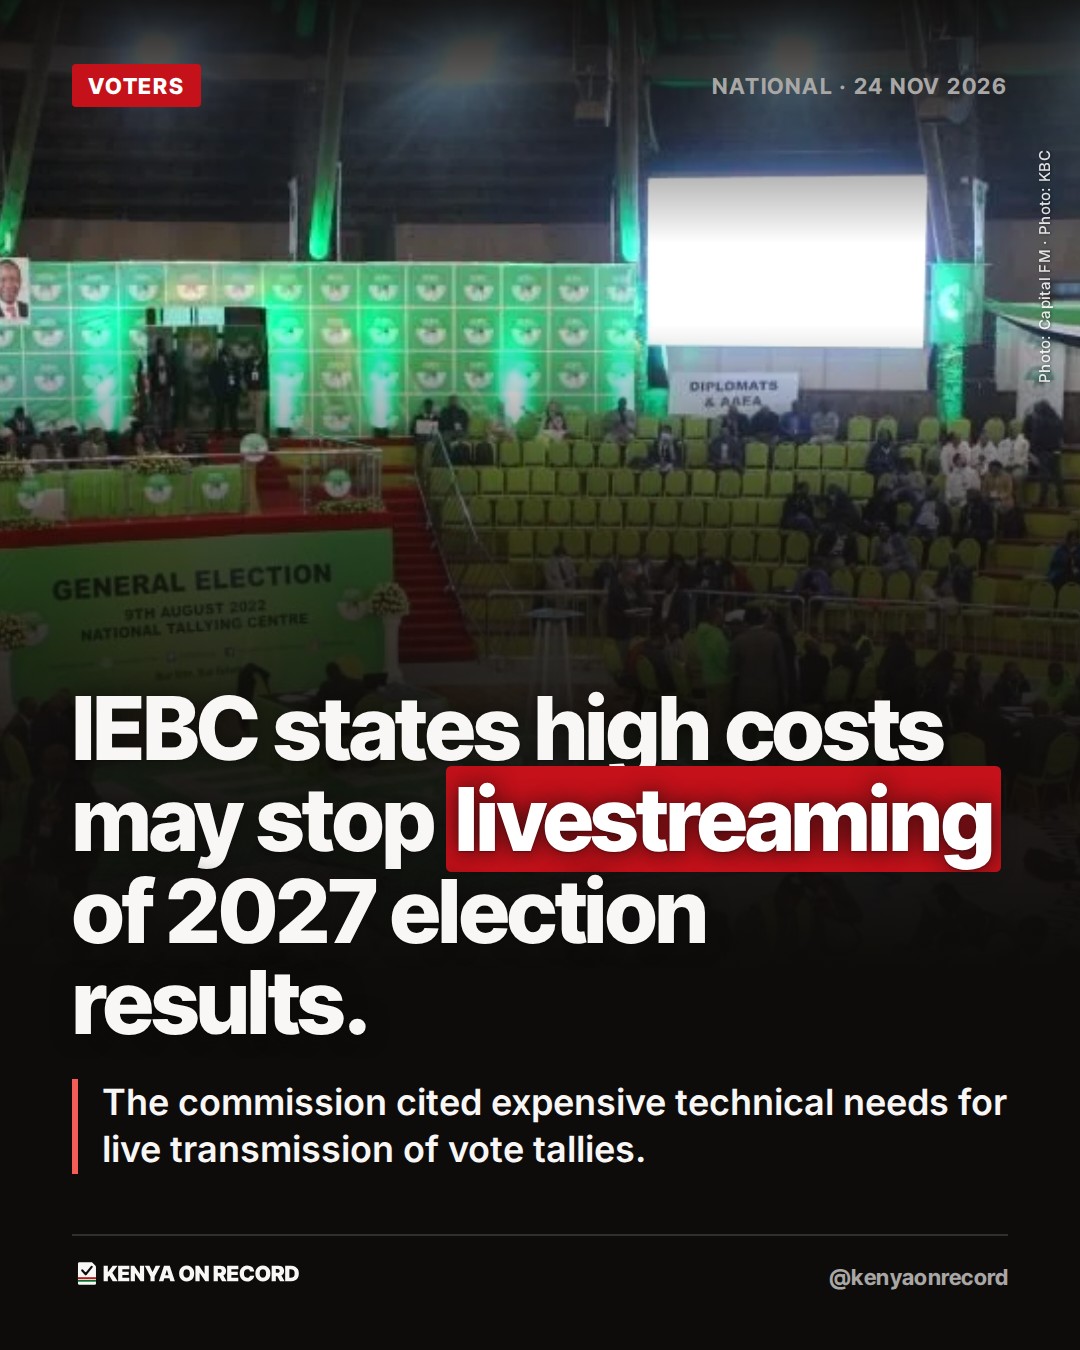 VOTERS
NATIONAL · 24 NOV 2026
Photo: Capital FM · Photo: KBC
DIPLOMATS
& AAEA
GENERAL ELECTION
9TH AUGUST 2022
NATIONAL TALLYING CENTRE
IEBC states high costs
may stop livestreaming
of 2027 election
results.
The commission cited expensive technical needs for
live transmission of vote tallies.
KENYA ON RECORD
@kenyaonrecord